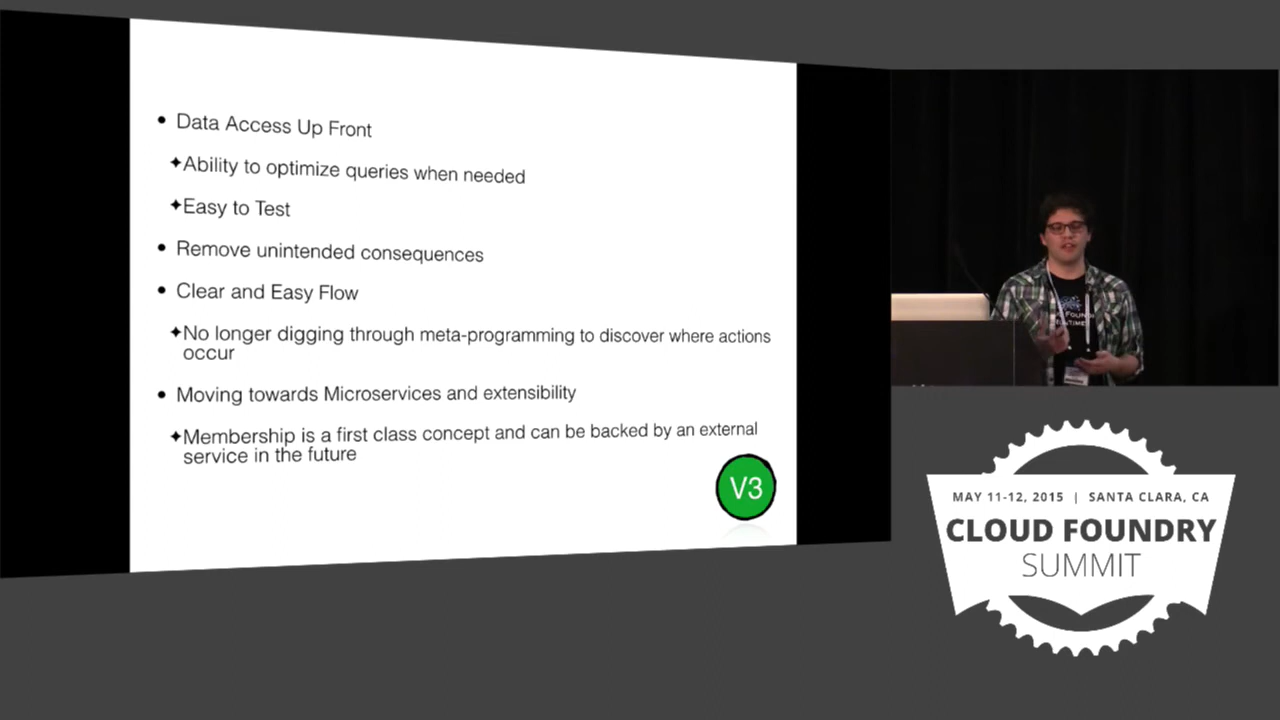 Data Access Up Front
Ability to optimize queries when needed
Easy to Test
Remove unintended consequences
Clear and Easy Flow
No longer digging through meta-programming to discover where actions
occur
Moving towards Microservices and extensibility
Membership is a first class concept and can be backed by an external
service in the future
V3
MAY 11-12, 2015 | SANTA CLARA, CA
CLOUD FOUNDRY
SUMMIT